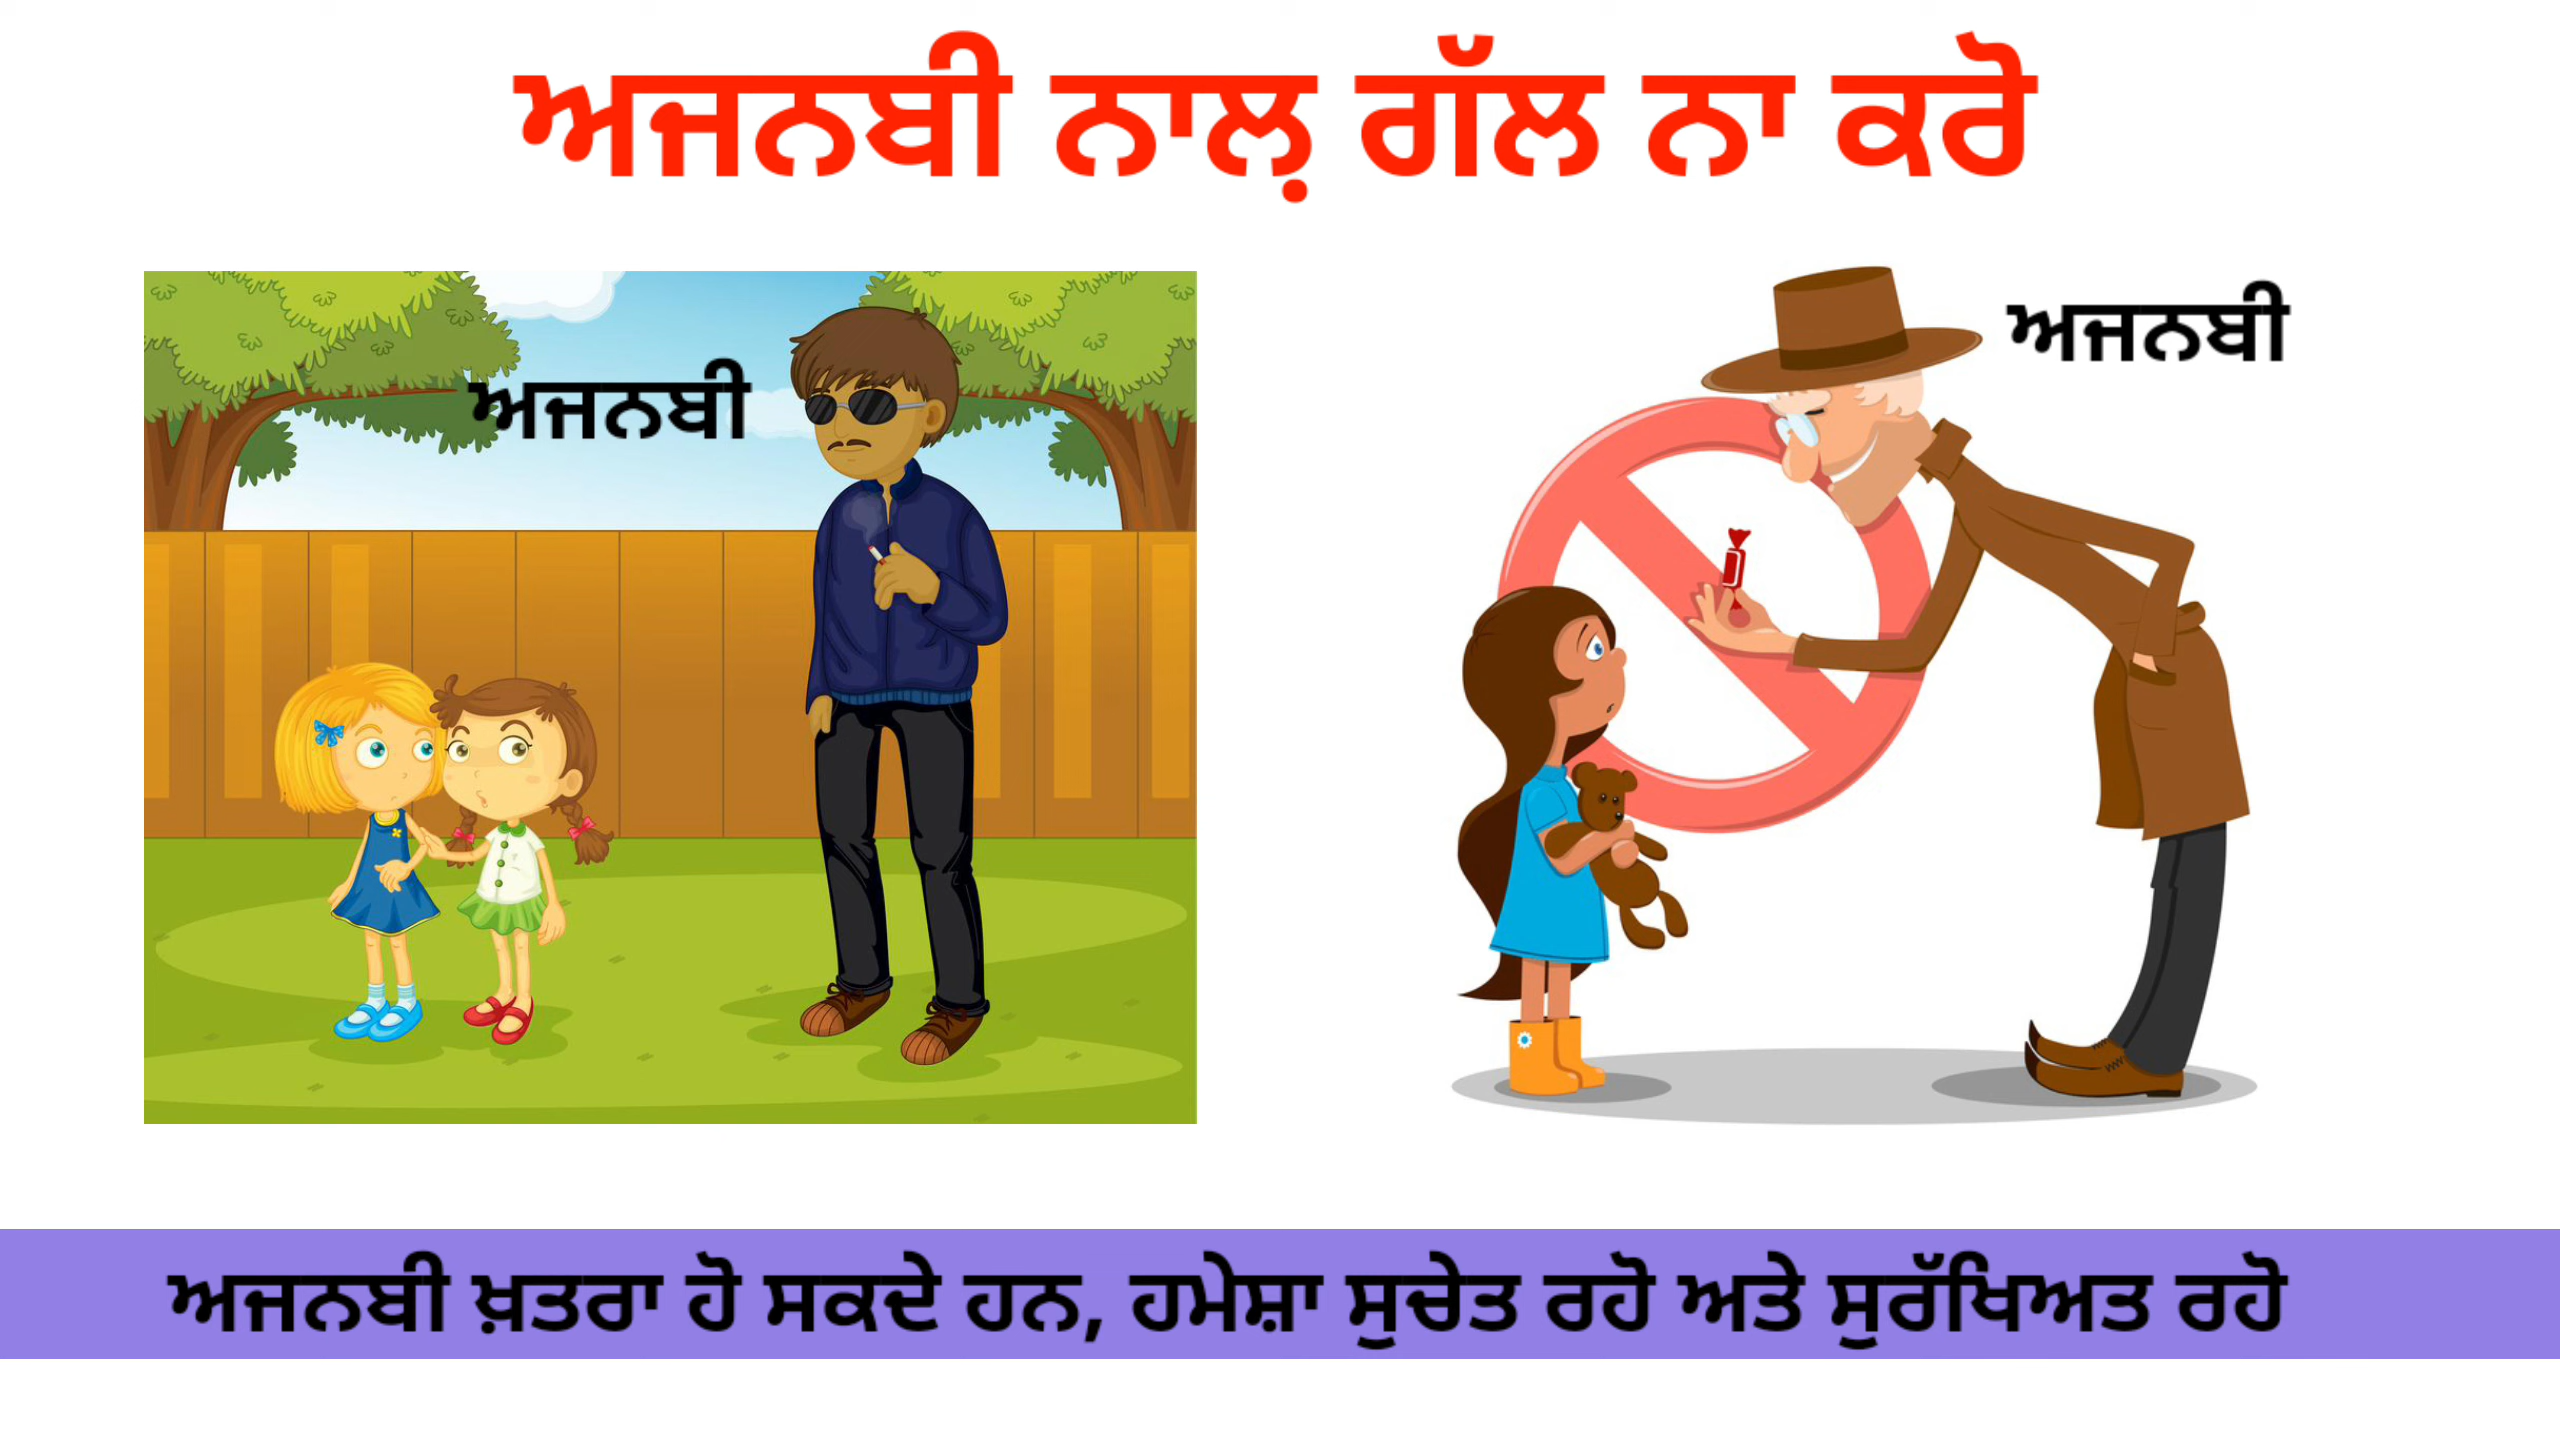 ਅਜਨਬੀ ਨਾਲ਼ ਗੱਲ ਨਾ ਕਰੋ
ਅਜਨਬੀ
ਅਜਨਬੀ
ਅਜਨਬੀ ਖ਼ਤਰਾ ਹੋ ਸਕਦੇ ਹਨ, ਹਮੇਸ਼ਾ ਸੁਚੇਤ ਰਹੋ ਅਤੇ ਸੁਰੱਖਿਅਤ ਰਹੋ